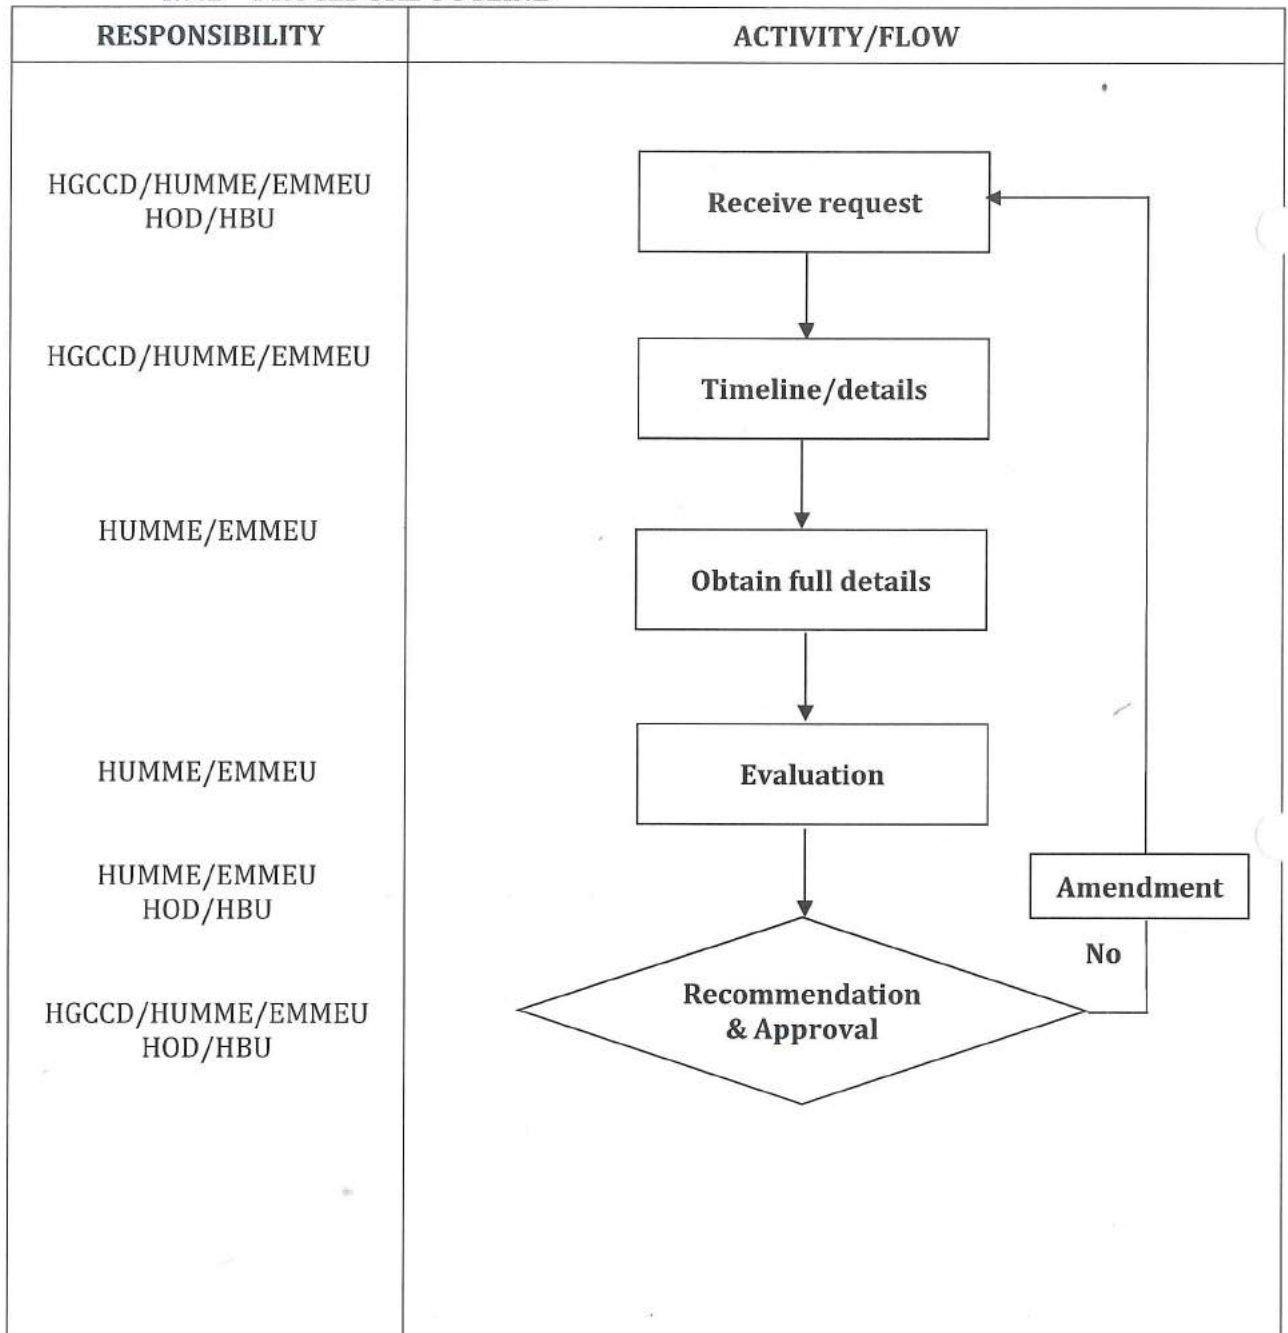 RESPONSIBILITY
ACTIVITY/FLOW
HGCCD/HUMME/EMMEU
HOD/HBU
Receive request
HGCCD/HUMME/EMMEU
Timeline/details
HUMME/EMMEU
Obtain full details
HUMME/EMMEU
Evaluation
HUMME/EMMEU
HOD/HBU
Amendment
No
HGCCD/HUMME/EMMEU
HOD/HBU
Recommendation
& Approval